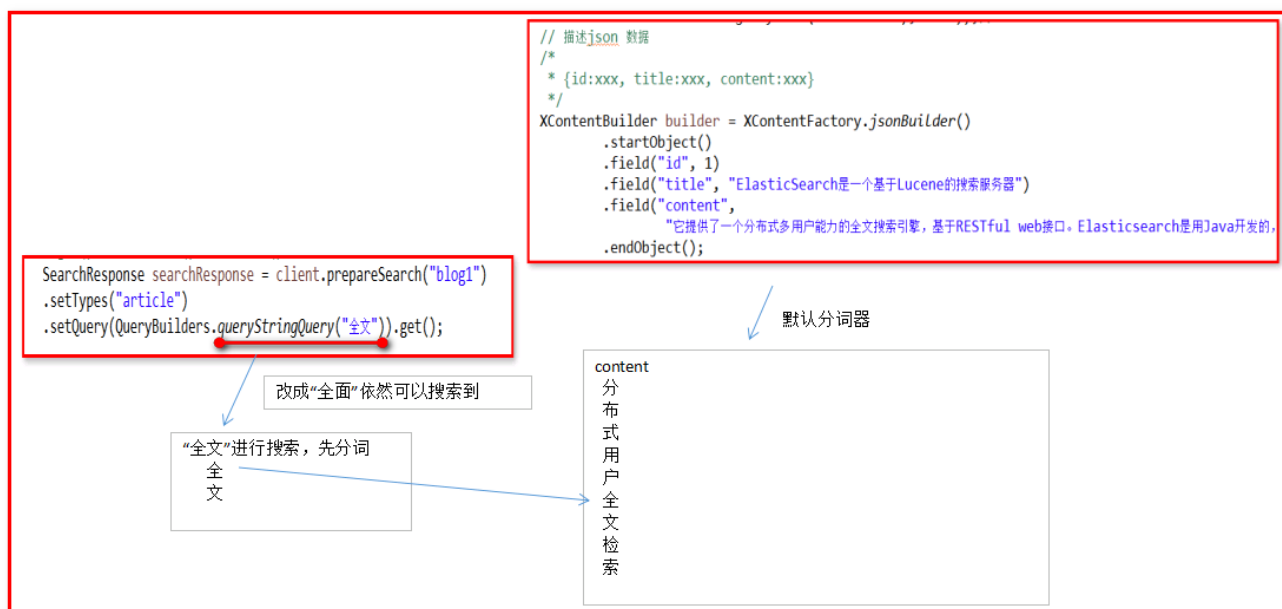 // 描述json 数据
/*
* {id:xxx, title:xxx, content:xxx}
*/
XContentBuilder builder = XContentFactory.jsonBuilder()
.startObject()
.field("id", 1)
.field("title", "ElasticSearch是一个基于Lucene的搜索服务器")
.field("content",
"它提供了一个分布式多用户能力的全文搜索引擎，基于RESTful web接口。Elasticsearch是用Java开发的，
.endObject();
SearchResponse searchResponse = client.prepareSearch("blog1")
.setTypes("article")
.setQuery(QueryBuilders.queryStringQuery("全文")).get();
默认分词器
改成“全面”依然可以搜索到
“全文”进行搜索，先分词
全
文
content
分
布
式
用
户
全
文
检
索